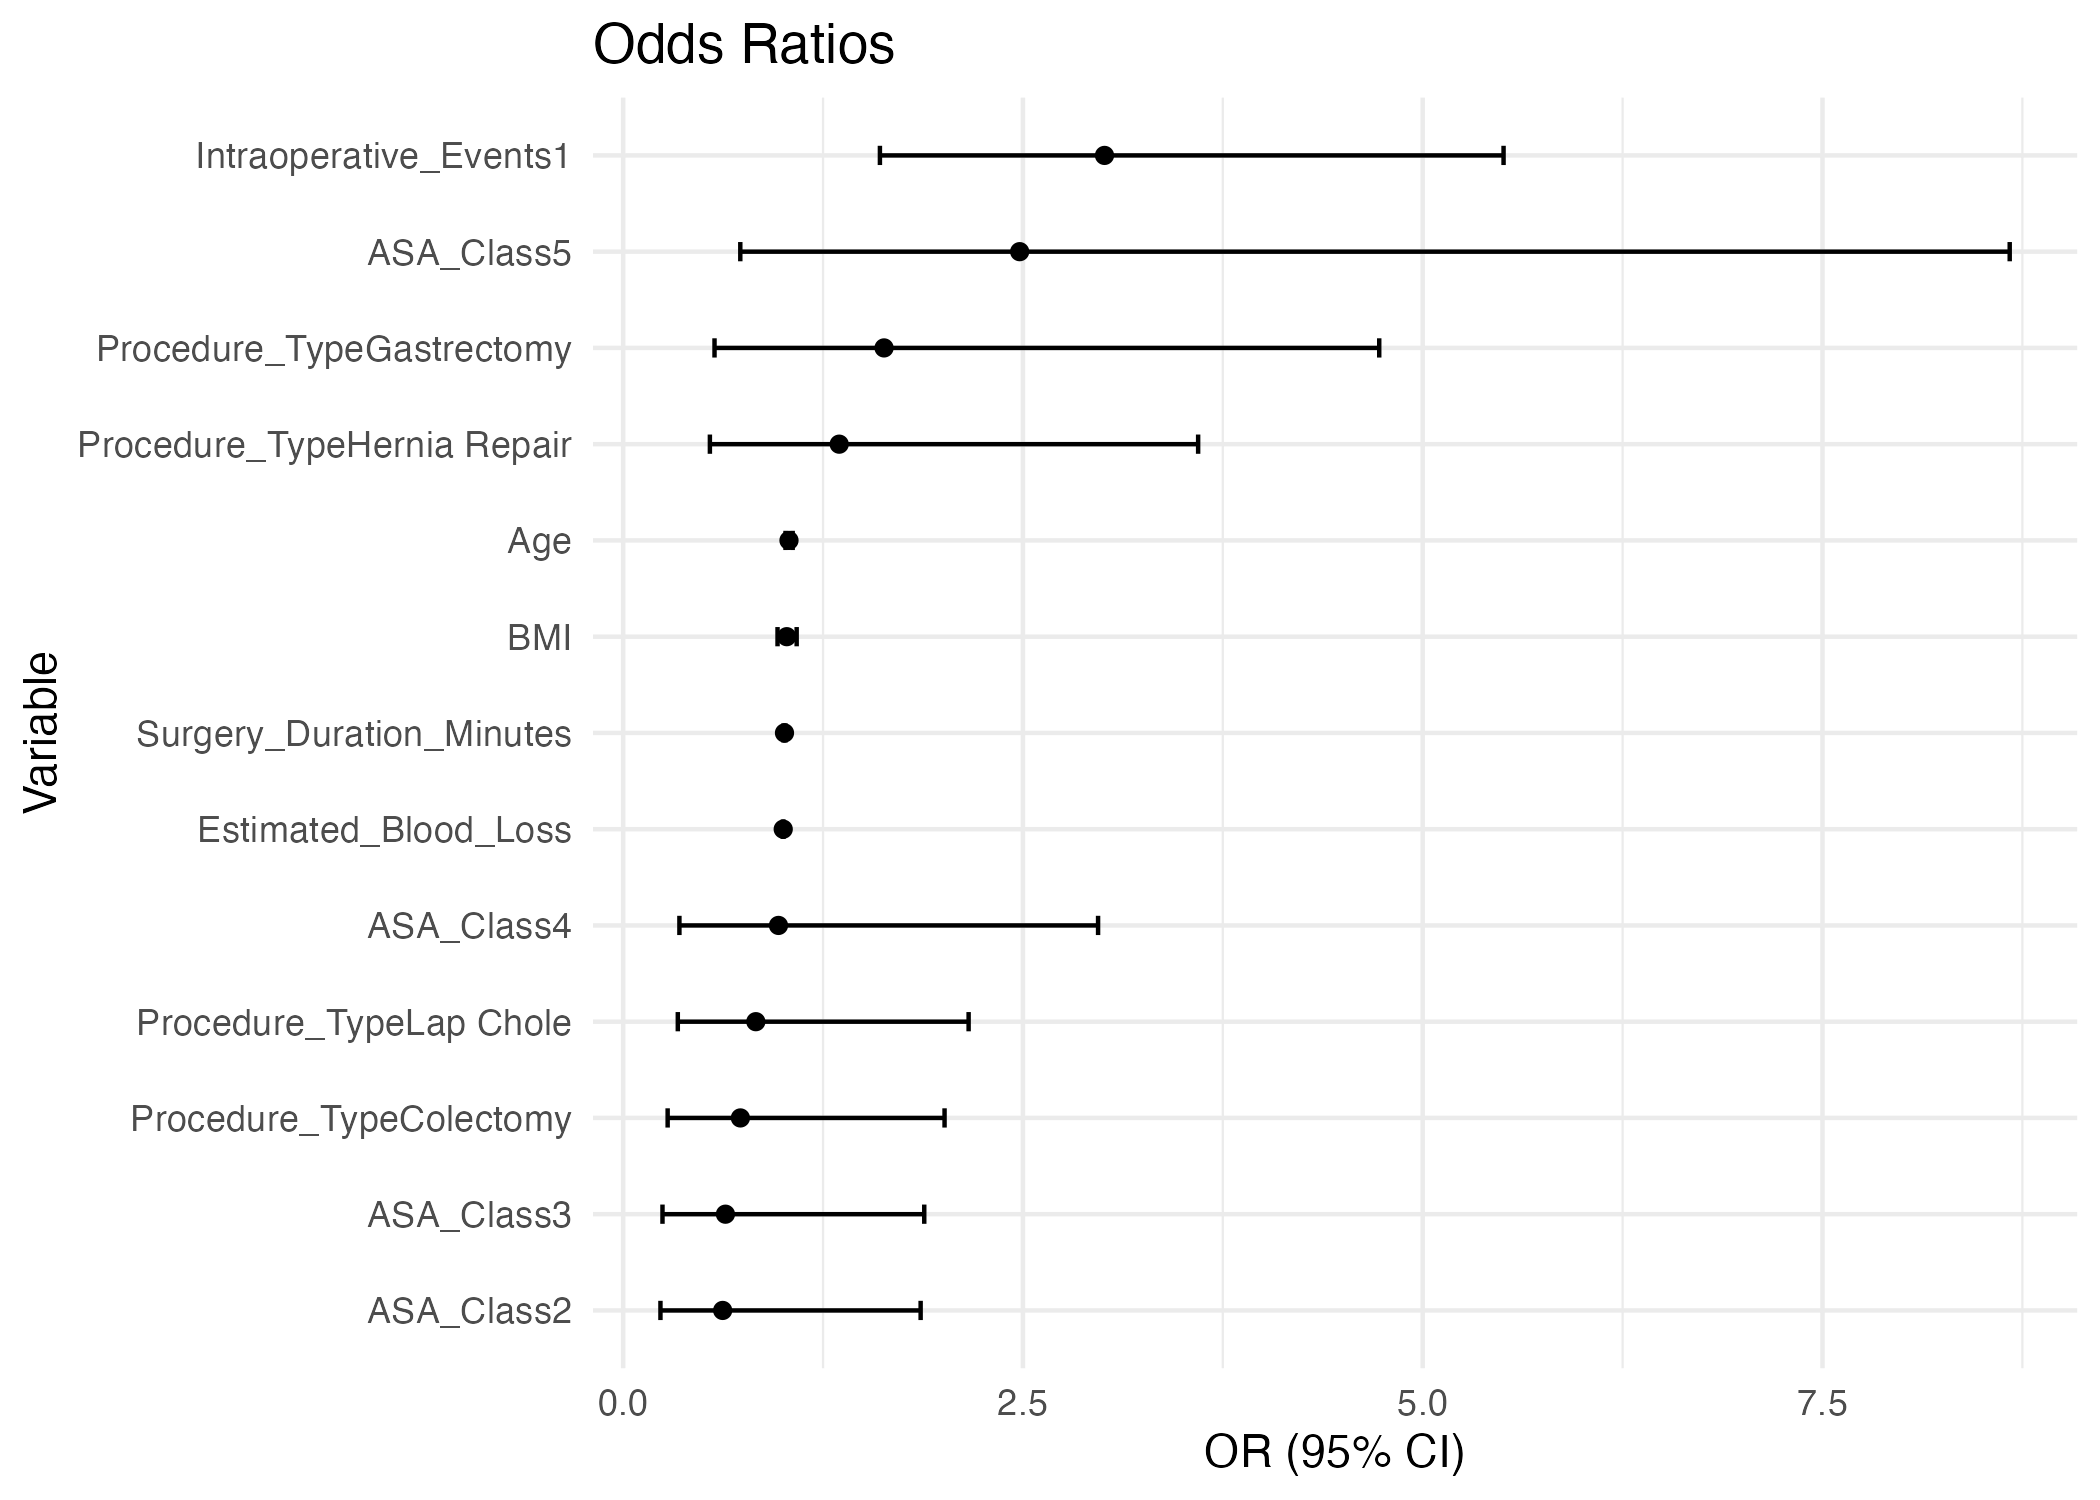 Odds Ratios
Intraoperative_Events1
ASA_Class5
Procedure_TypeGastrectomy
Procedure_TypeHernia Repair
Age
BMI
Surgery_Duration_Minutes
Estimated_Blood_Loss
ASA_Class4
Procedure_TypeLap Chole
Procedure_TypeColectomy
ASA_Class3
ASA_Class2
Variable
0.0 2.5 5.0 7.5
OR (95% CI)